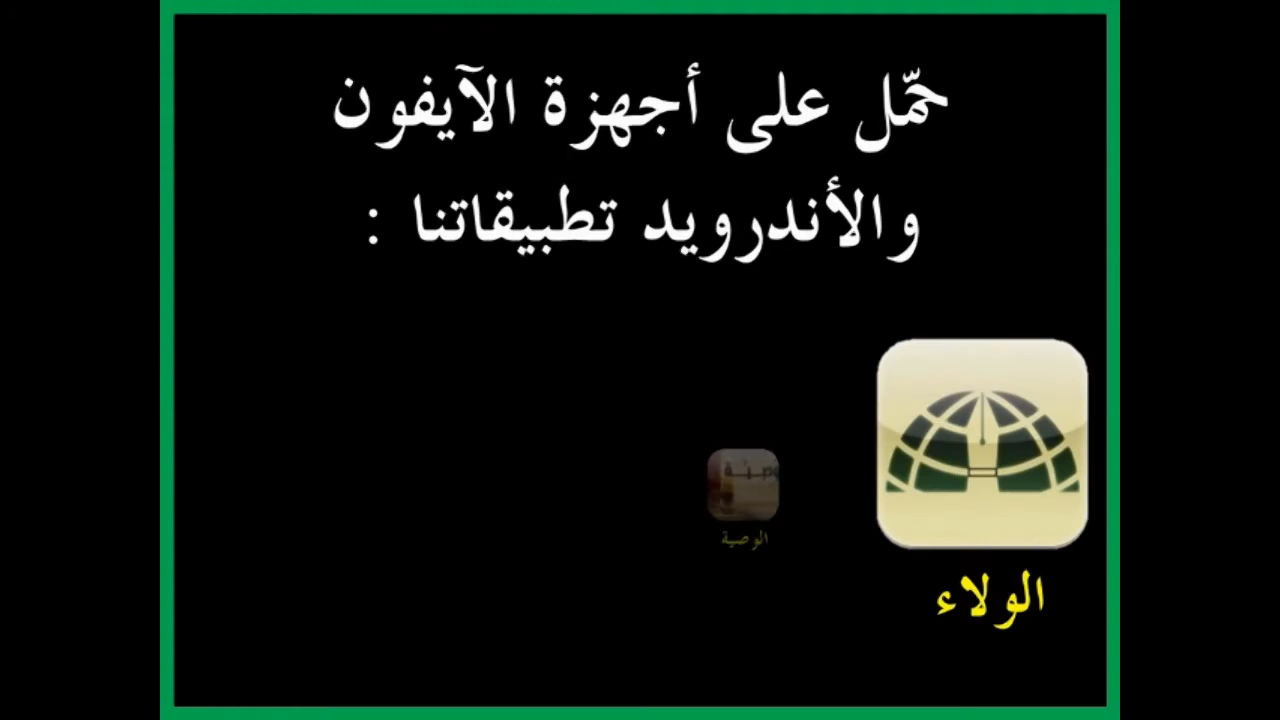 حمّل على أجهزة الآيفون
والأندرويد تطبيقاتنا :
الولاء
الوصية